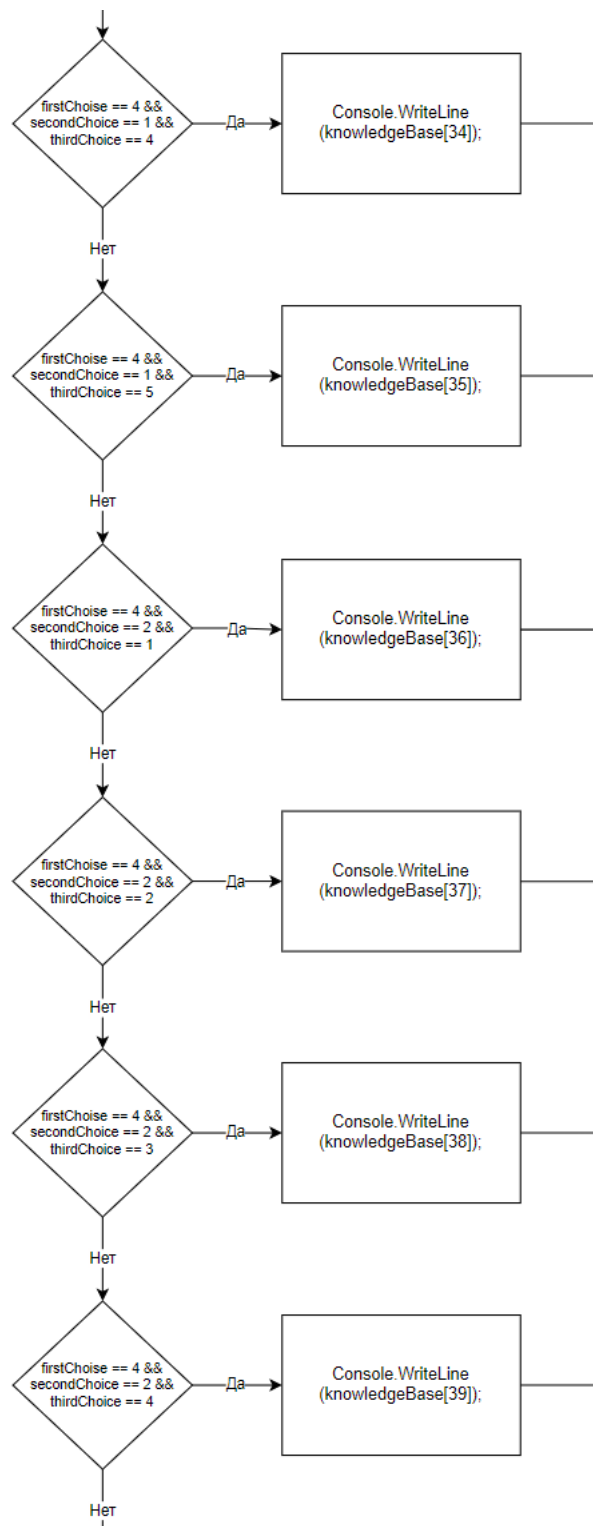 firstChoise == 4 &&
secondChoice == 1 &&
thirdChoice == 4
Да
Console.WriteLine
(knowledgeBase[34]);
Нет
firstChoise == 4 &&
secondChoice == 1 &&
thirdChoice == 5
Да
Console.WriteLine
(knowledgeBase[35]);
Нет
firstChoise == 4 &&
secondChoice == 2 &&
thirdChoice == 1
Да
Console.WriteLine
(knowledgeBase[36]);
Нет
firstChoise == 4 &&
secondChoice == 2 &&
thirdChoice == 2
Да
Console.WriteLine
(knowledgeBase[37]);
Нет
firstChoise == 4 &&
secondChoice == 2 &&
thirdChoice == 3
Да
Console.WriteLine
(knowledgeBase[38]);
Нет
firstChoise == 4 &&
secondChoice == 2 &&
thirdChoice == 4
Да
Console.WriteLine
(knowledgeBase[39]);
Нет